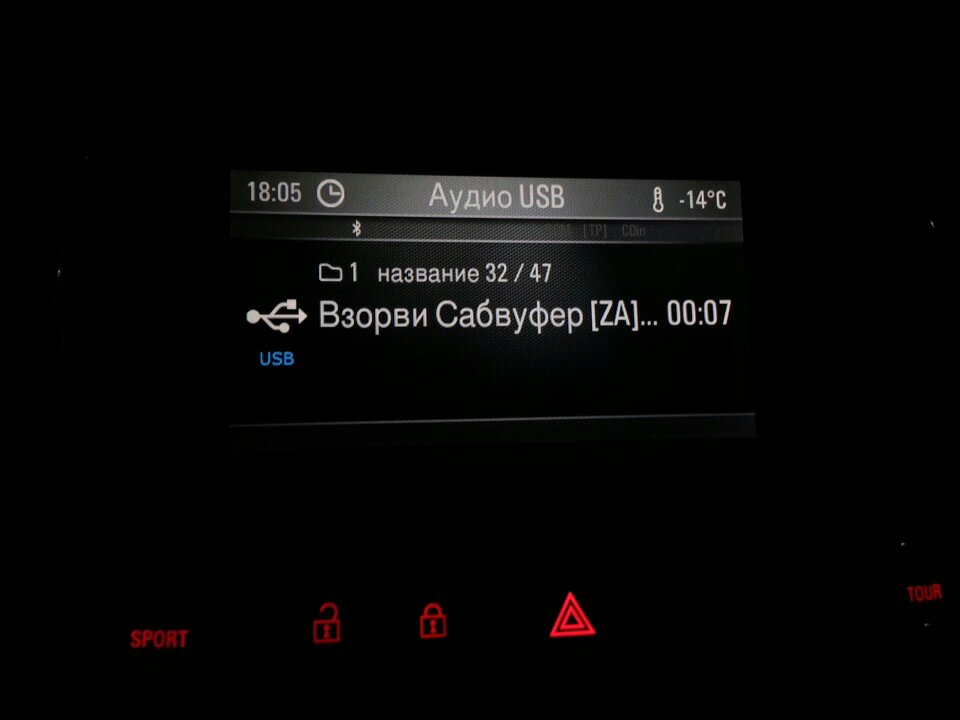 18:05 Аудио USB -14°C
[TP] CDin
1 название 32 / 47
Взорви Сабвуфер [ZA]... 00:07
USB
SPORT
TOUR